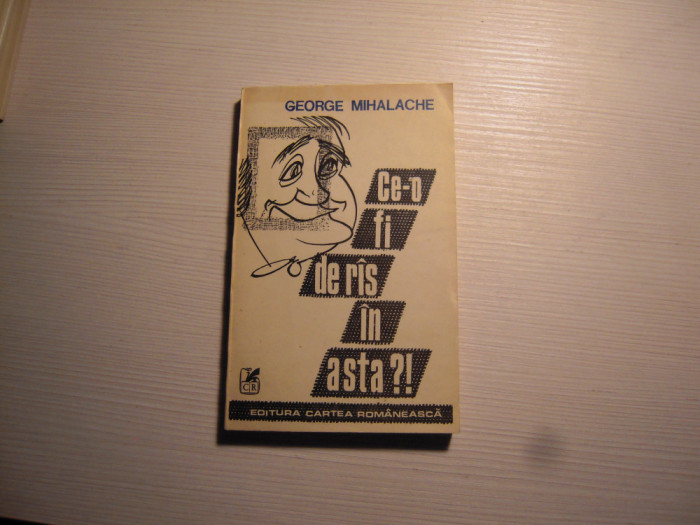 GEORGE MIHALACHE
Ce-o
fi
de rîs
în
asta?!
CR
EDITURA CARTEA ROMÂNEASCĂ